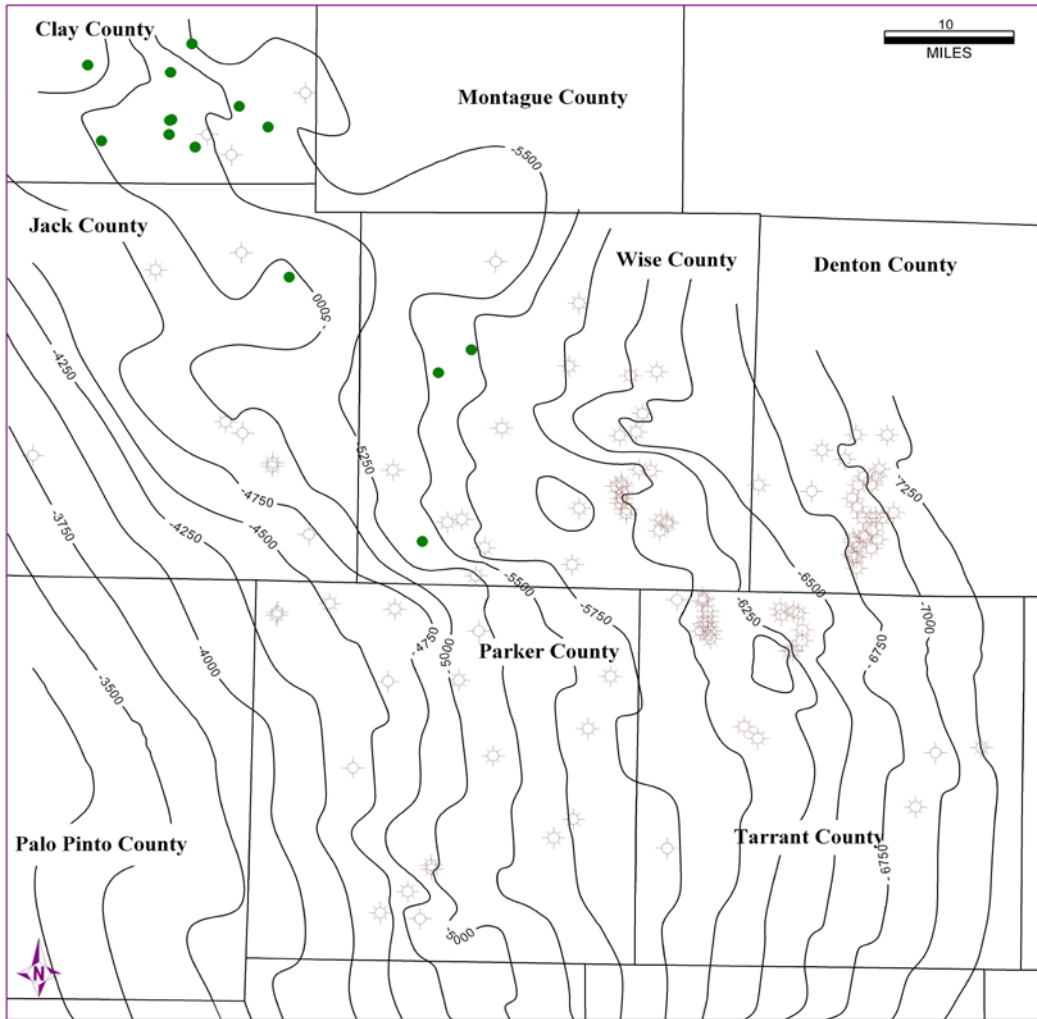 Clay County
10
MILES
Montague County
-5500
Jack County
Wise County
Denton County
-5000
-4250
-5250
-7250
-4750
-3750
-4250
-4500
-6500
-5500
-5750
-6250
-7000
-4750
-5000
-4000
Parker County
-6750
-3500
Palo Pinto County
Tarrant County
-6750
-5000
N